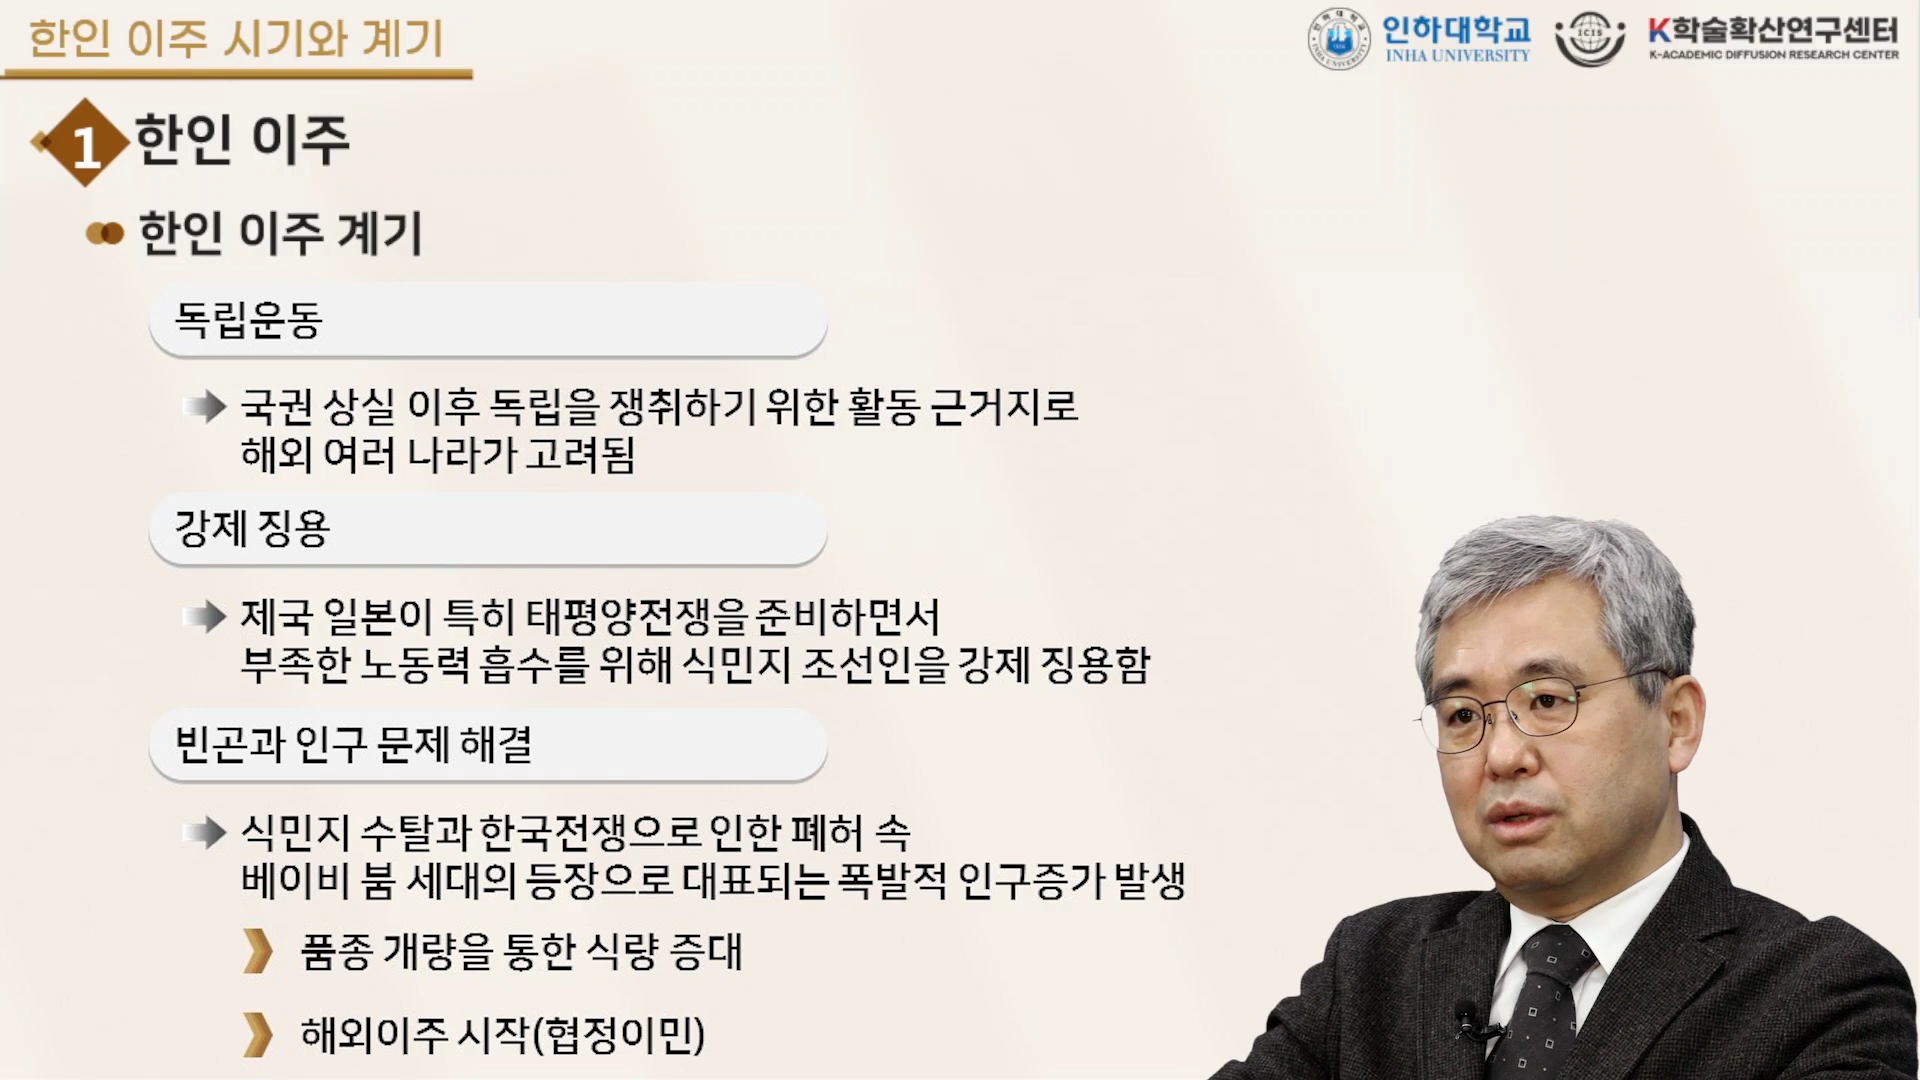 한인 이주 시기와 계기
인하대학교
INHA UNIVERSITY
ICIS
K학술확산연구센터
K-ACADEMIC DIFFUSION RESEARCH CENTER
1 한인 이주
한인 이주 계기
독립운동
국권 상실 이후 독립을 쟁취하기 위한 활동 근거지로
해외 여러 나라가 고려됨
강제 징용
제국 일본이 특히 태평양전쟁을 준비하면서
부족한 노동력 흡수를 위해 식민지 조선인을 강제 징용함
빈곤과 인구 문제 해결
식민지 수탈과 한국전쟁으로 인한 폐허 속
베이비 붐 세대의 등장으로 대표되는 폭발적 인구증가 발생
품종 개량을 통한 식량 증대
해외이주 시작(협정이민)